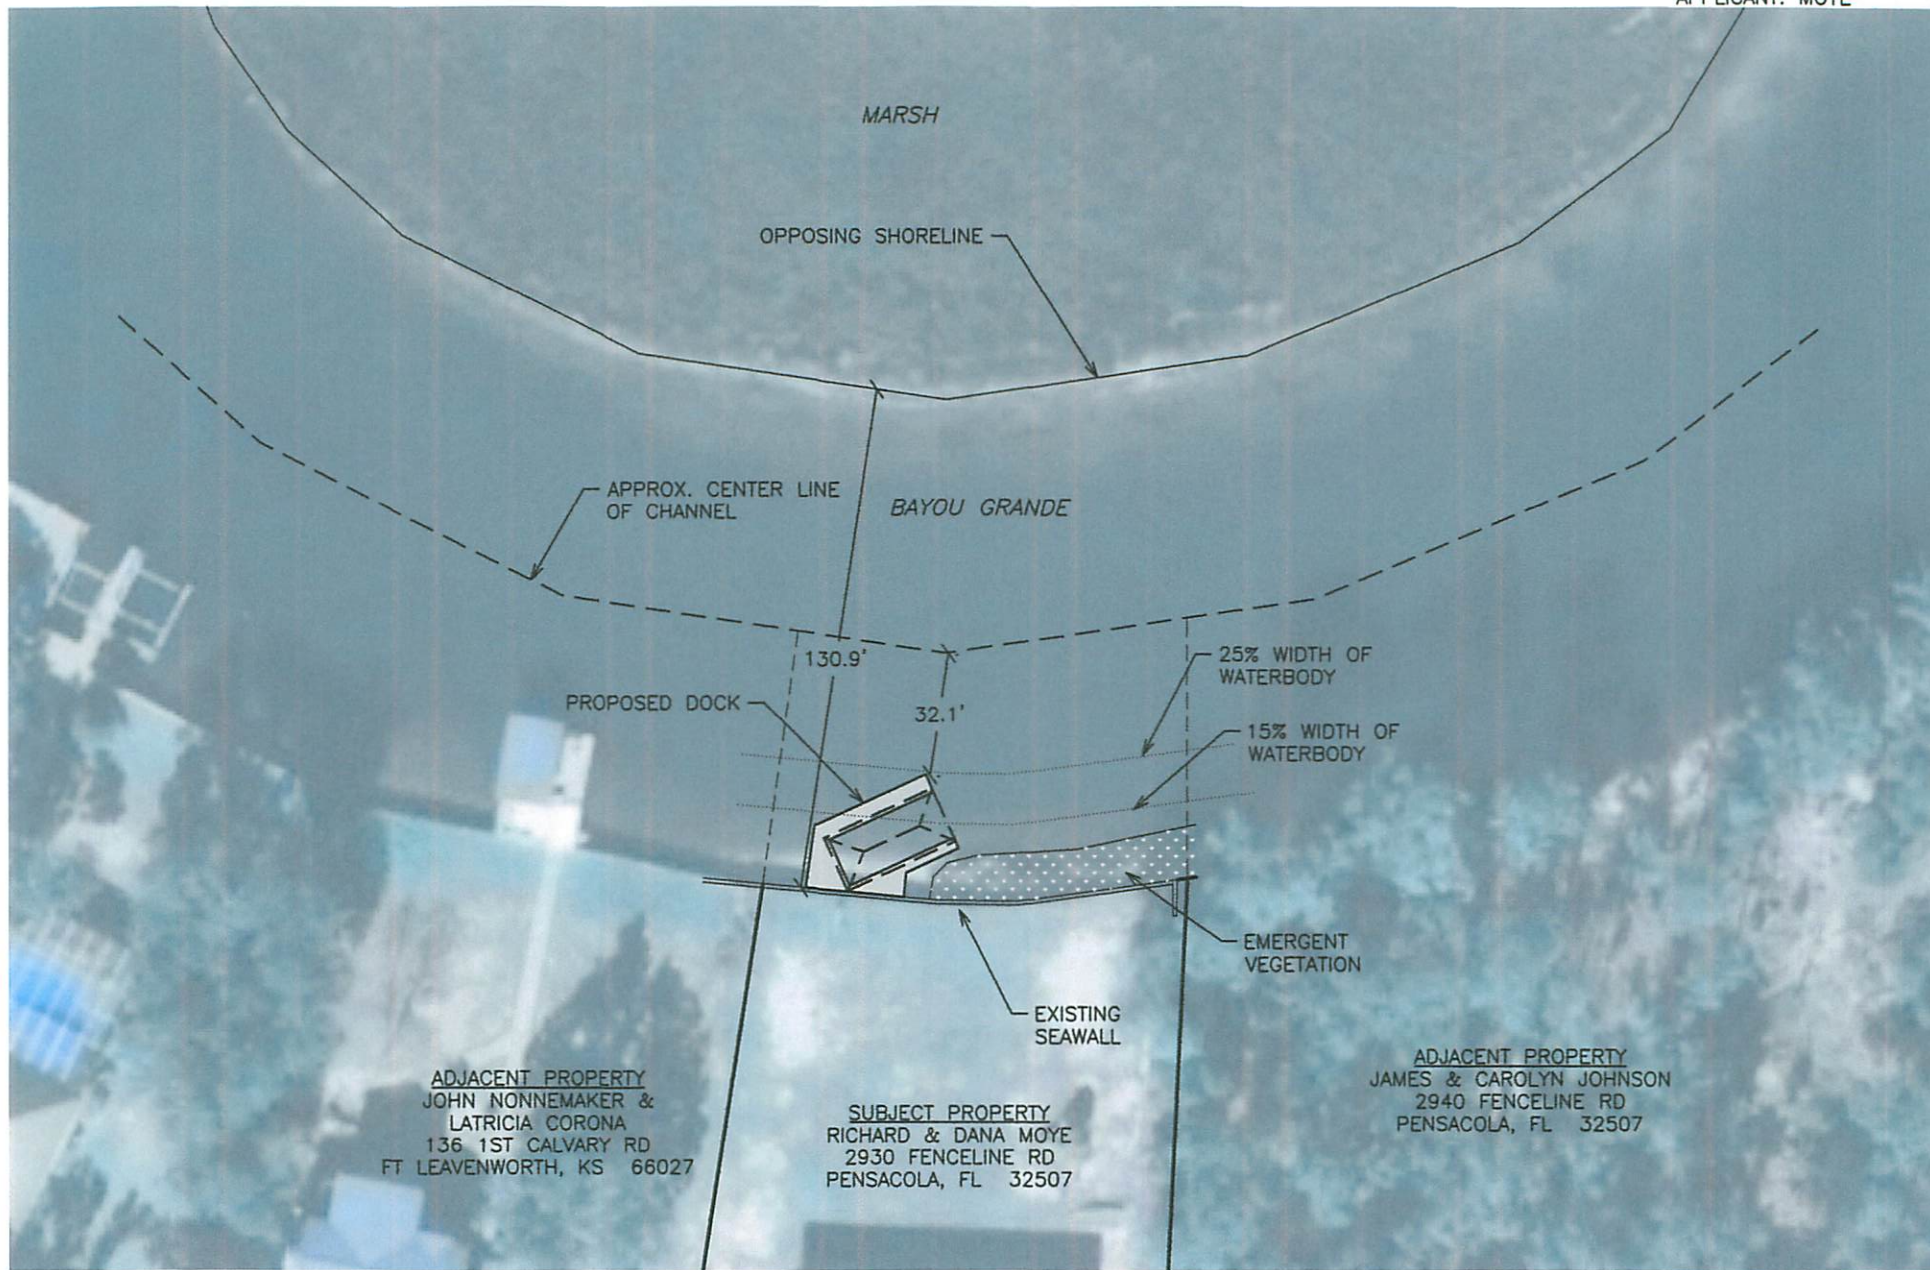 APPLICANT: MOYE
MARSH
OPPOSING SHORELINE
APPROX. CENTER LINE
OF CHANNEL
BAYOU GRANDE
130.9'
25% WIDTH OF
WATERBODY
PROPOSED DOCK
32.1'
15% WIDTH OF
WATERBODY
EMERGENT
VEGETATION
EXISTING
SEAWALL
ADJACENT PROPERTY
JOHN NONNEMAKER &
LATRICIA CORONA
136 1ST CALVARY RD
FT LEAVENWORTH, KS 66027
SUBJECT PROPERTY
RICHARD & DANA MOYE
2930 FENCELINE RD
PENSACOLA, FL 32507
ADJACENT PROPERTY
JAMES & CAROLYN JOHNSON
2940 FENCELINE RD
PENSACOLA, FL 32507